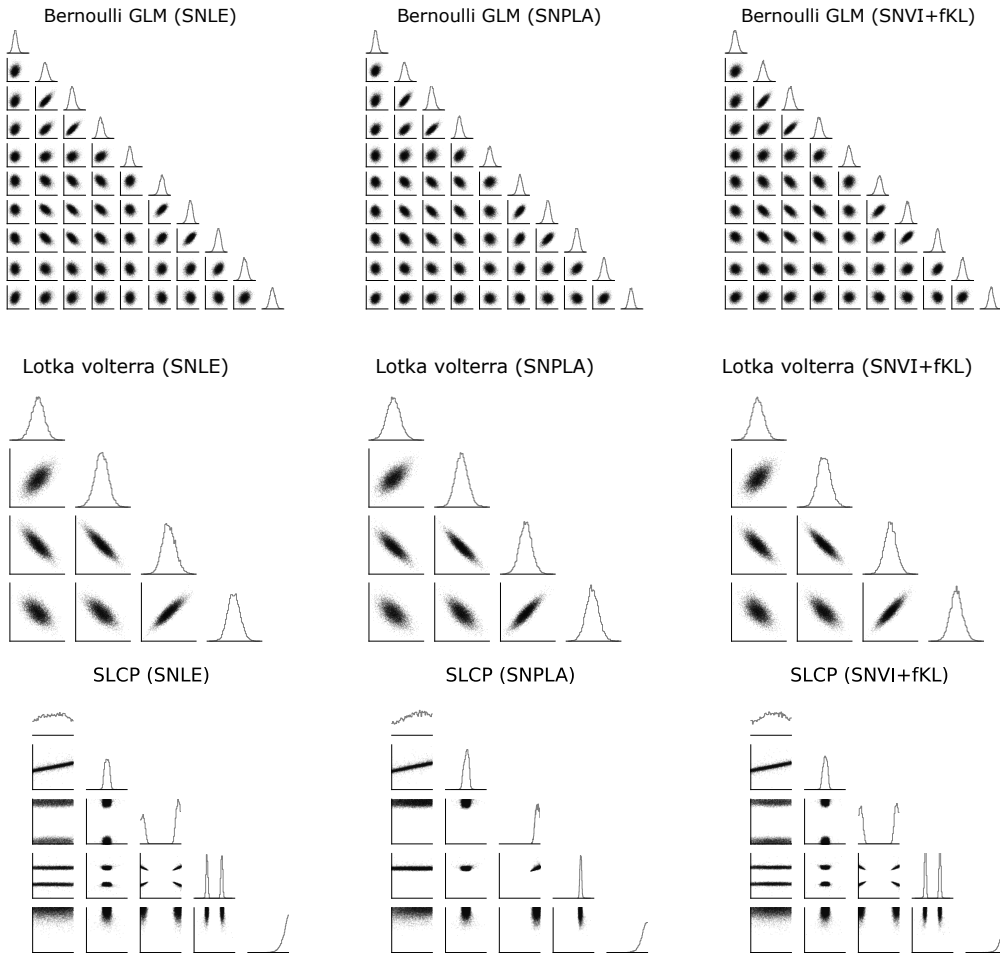 Bernoulli GLM (SNLE)
Bernoulli GLM (SNPLA)
Bernoulli GLM (SNVI+fKL)
Lotka volterra (SNLE)
Lotka volterra (SNPLA)
Lotka volterra (SNVI+fKL)
SLCP (SNLE)
SLCP (SNPLA)
SLCP (SNVI+fKL)